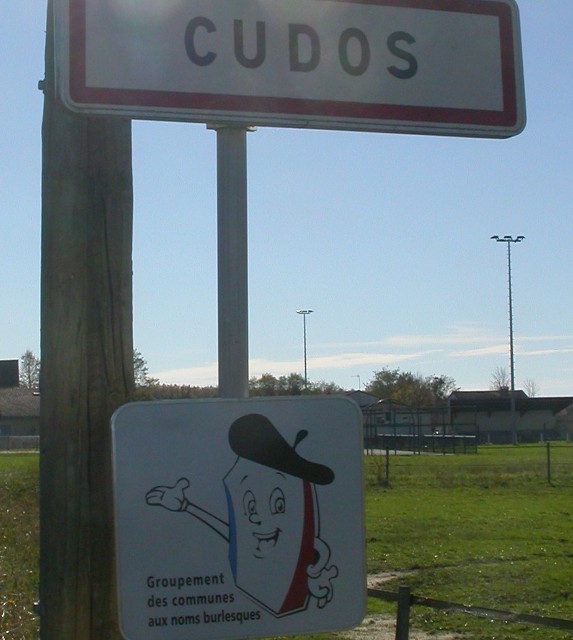 CUDOS
Groupement
des communes
aux noms burlesques